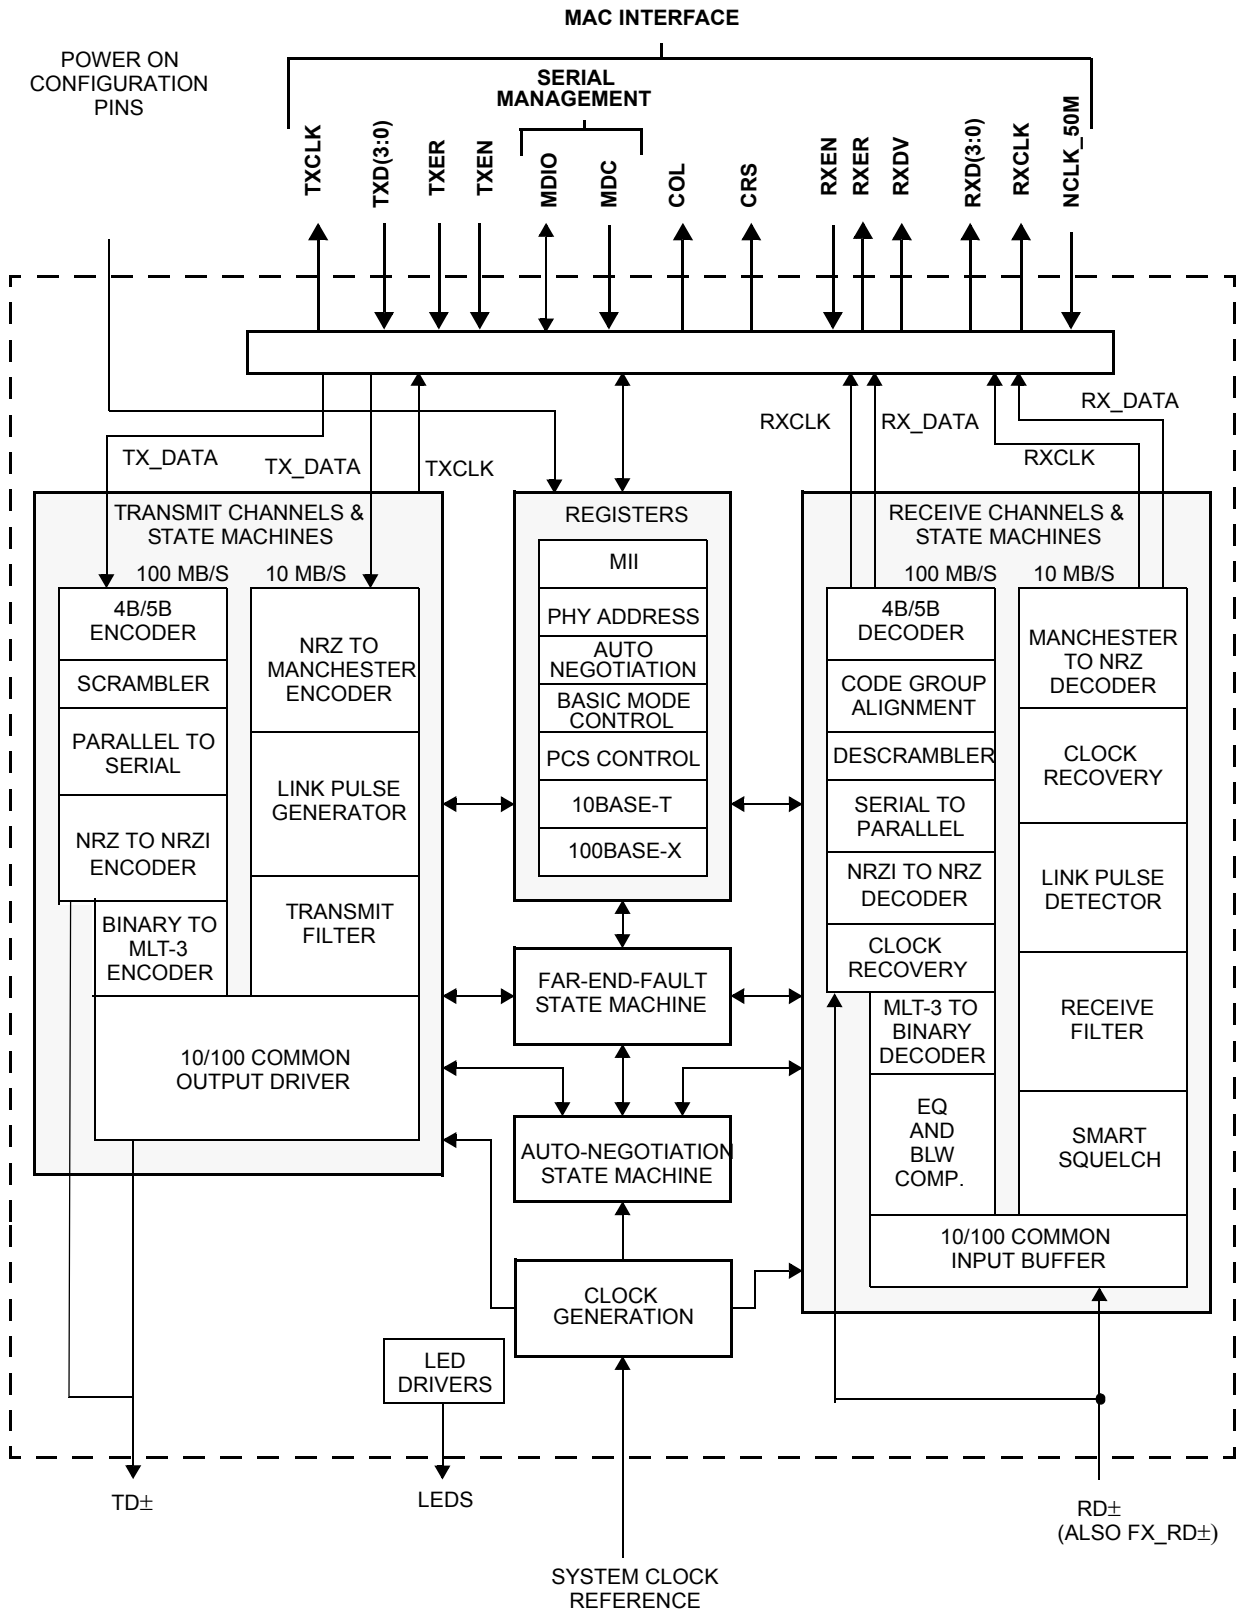 MAC INTERFACE
POWER ON
CONFIGURATION
PINS
SERIAL
MANAGEMENT
TXCLK
TXD(3:0)
TXER
TXEN
MDIO
MDC
COL
CRS
RXEN
RXER
RXDV
RXD(3:0)
RXCLK
NCLK_50M
TX_DATA
TX_DATA
TXCLK
RXCLK
RX_DATA
RXCLK
RX_DATA
TRANSMIT CHANNELS &
STATE MACHINES
100 MB/S
10 MB/S
4B/5B
ENCODER
SCRAMBLER
PARALLEL TO
SERIAL
NRZ TO NRZI
ENCODER
BINARY TO
MLT-3
ENCODER
NRZ TO
MANCHESTER
ENCODER
LINK PULSE
GENERATOR
TRANSMIT
FILTER
10/100 COMMON
OUTPUT DRIVER
REGISTERS
MII
PHY ADDRESS
AUTO
NEGOTIATION
BASIC MODE
CONTROL
PCS CONTROL
10BASE-T
100BASE-X
FAR-END-FAULT
STATE MACHINE
AUTO-NEGOTIATION
STATE MACHINE
CLOCK
GENERATION
LED
DRIVERS
RECEIVE CHANNELS &
STATE MACHINES
100 MB/S
10 MB/S
4B/5B
DECODER
CODE GROUP
ALIGNMENT
DESCRAMBLER
SERIAL TO
PARALLEL
NRZI TO NRZ
DECODER
CLOCK
RECOVERY
MLT-3 TO
BINARY
DECODER
EQ
AND
BLW
COMP.
MANCHESTER
TO NRZ
DECODER
CLOCK
RECOVERY
LINK PULSE
DETECTOR
RECEIVE
FILTER
SMART
SQUELCH
10/100 COMMON
INPUT BUFFER
TD±
LEDS
SYSTEM CLOCK
REFERENCE
RD±
(ALSO FX_RD±)